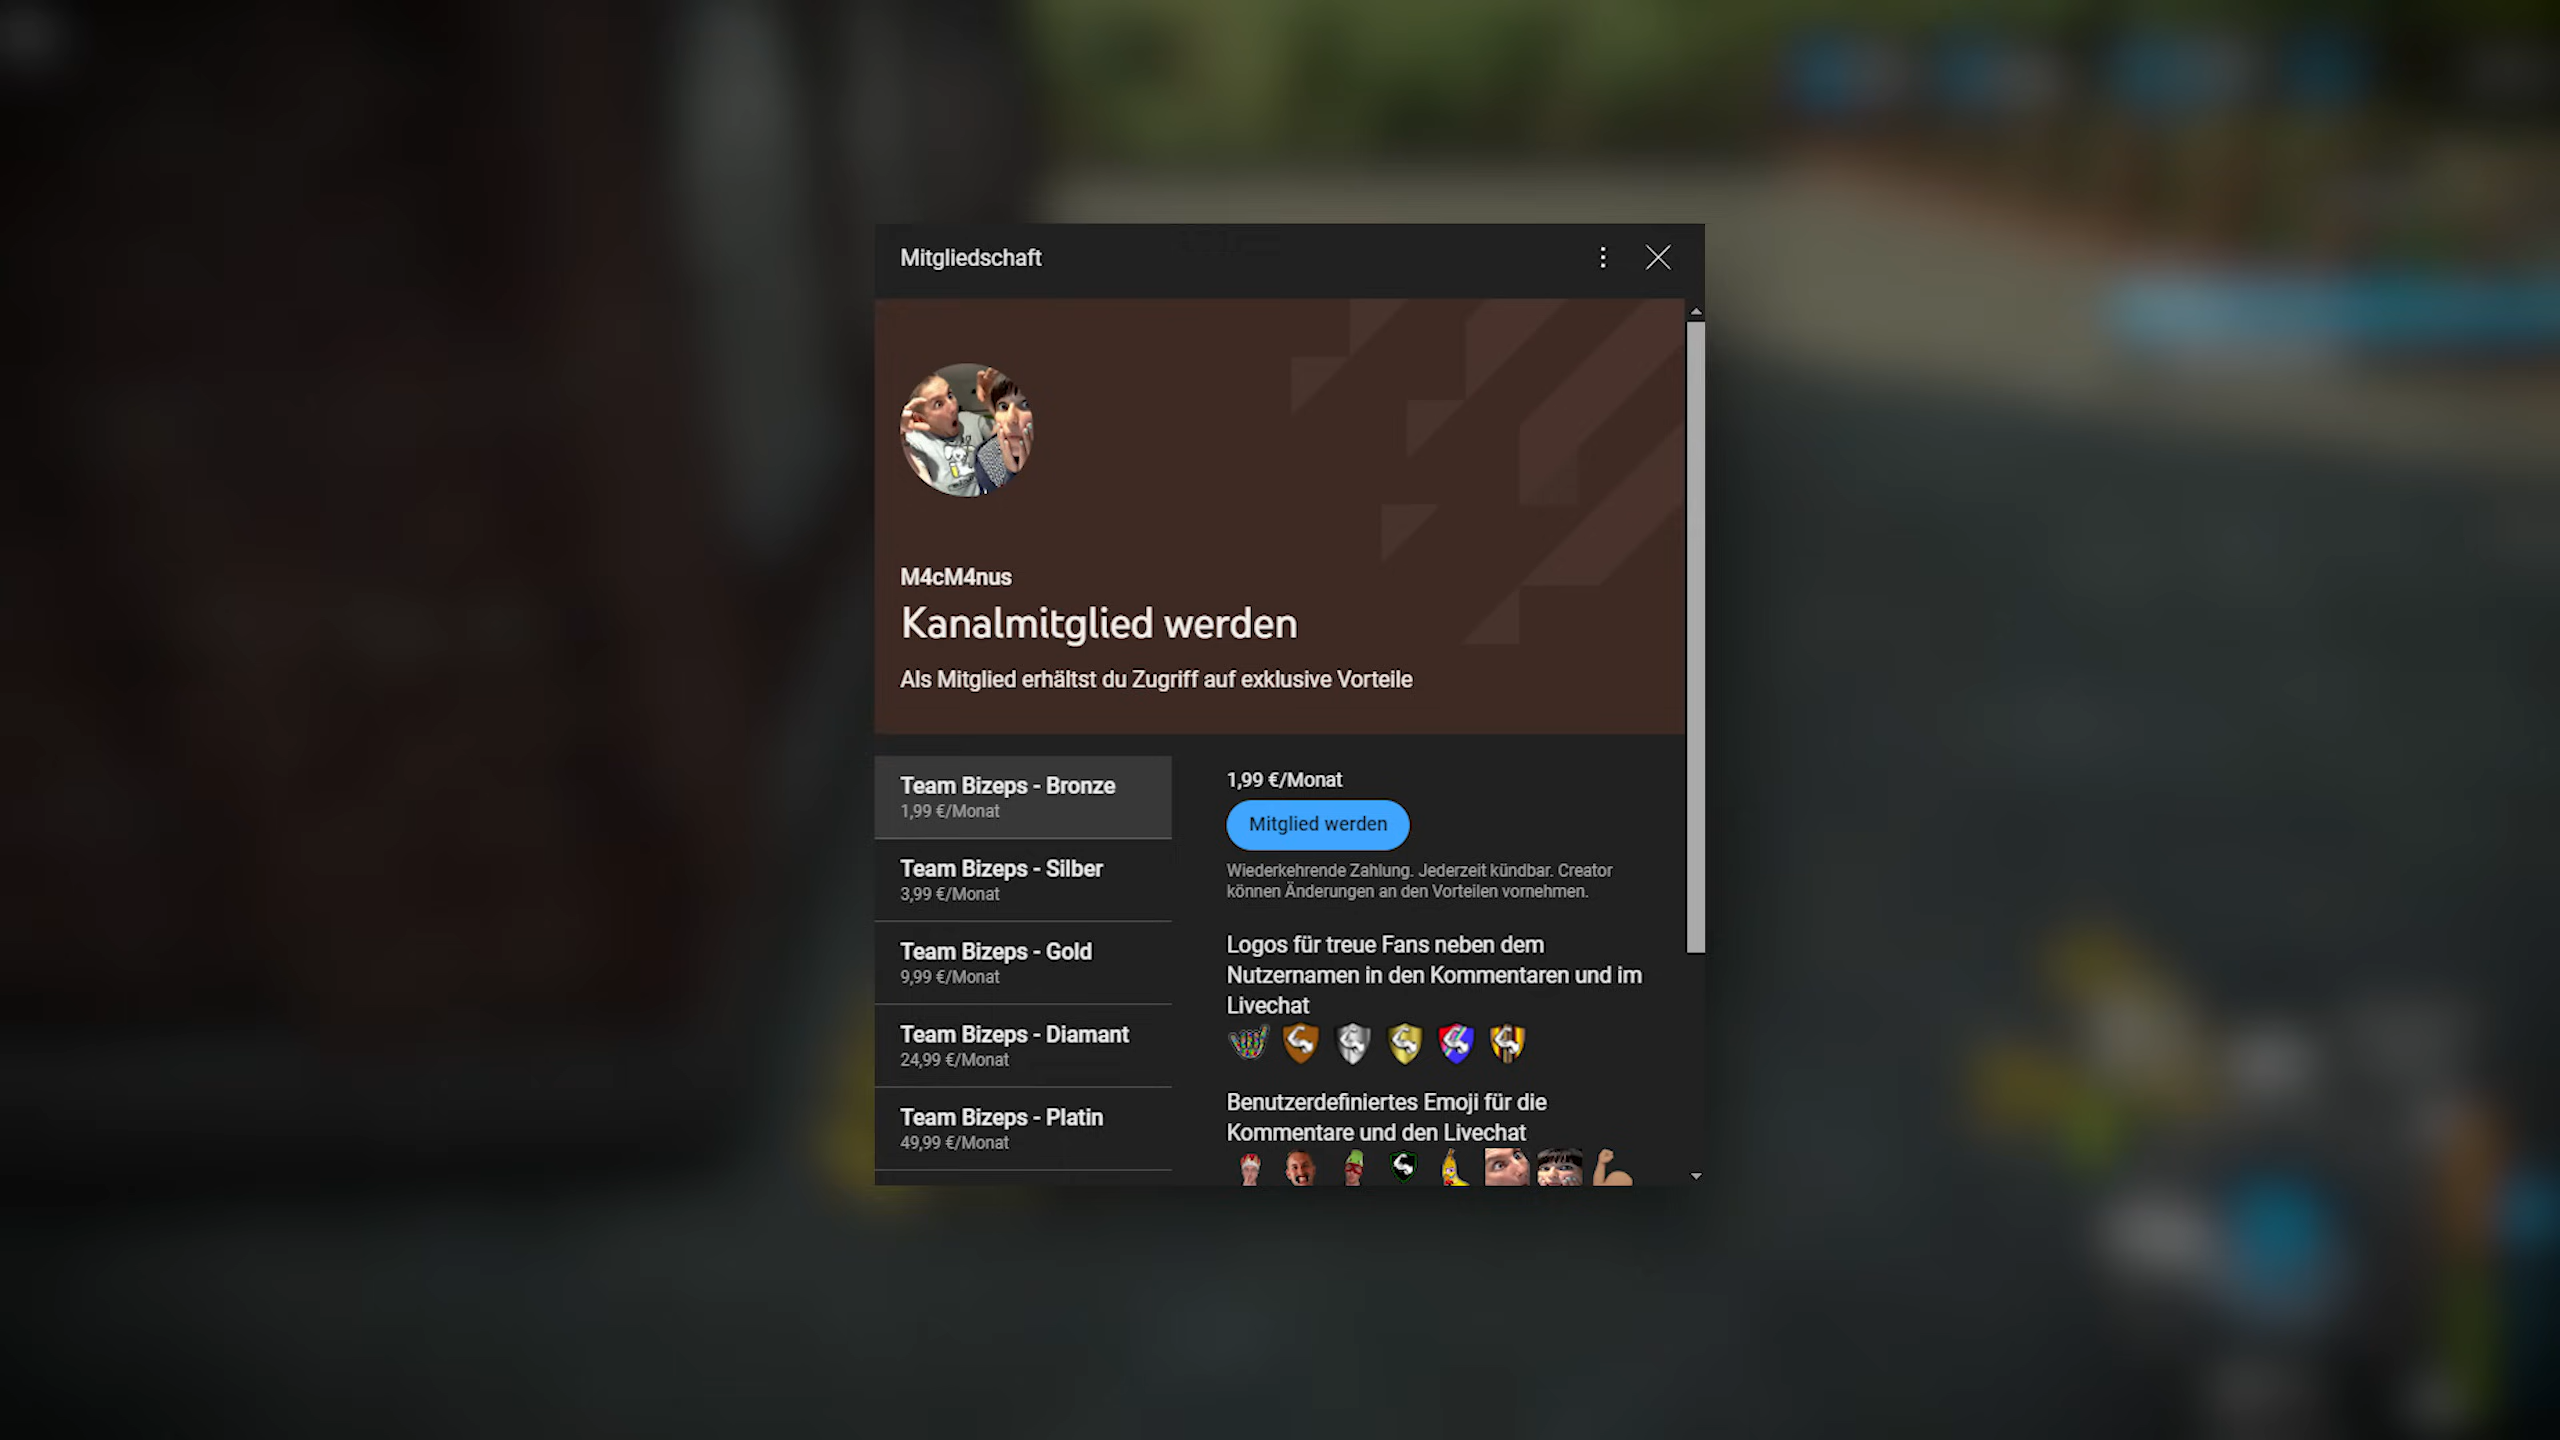 Mitgliedschaft
M4cM4nus
Kanalmitglied werden
Als Mitglied erhältst du Zugriff auf exklusive Vorteile
Team Bizeps - Bronze
1,99 €/Monat
Team Bizeps - Silber
3,99 €/Monat
Team Bizeps - Gold
9,99 €/Monat
Team Bizeps - Diamant
24,99 €/Monat
Team Bizeps - Platin
49,99 €/Monat
1,99 €/Monat
Mitglied werden
Wiederkehrende Zahlung. Jederzeit kündbar. Creator
können Änderungen an den Vorteilen vornehmen.
Logos für treue Fans neben dem
Nutzernamen in den Kommentaren und im
Livechat
Benutzerdefiniertes Emoji für die
Kommentare und den Livechat